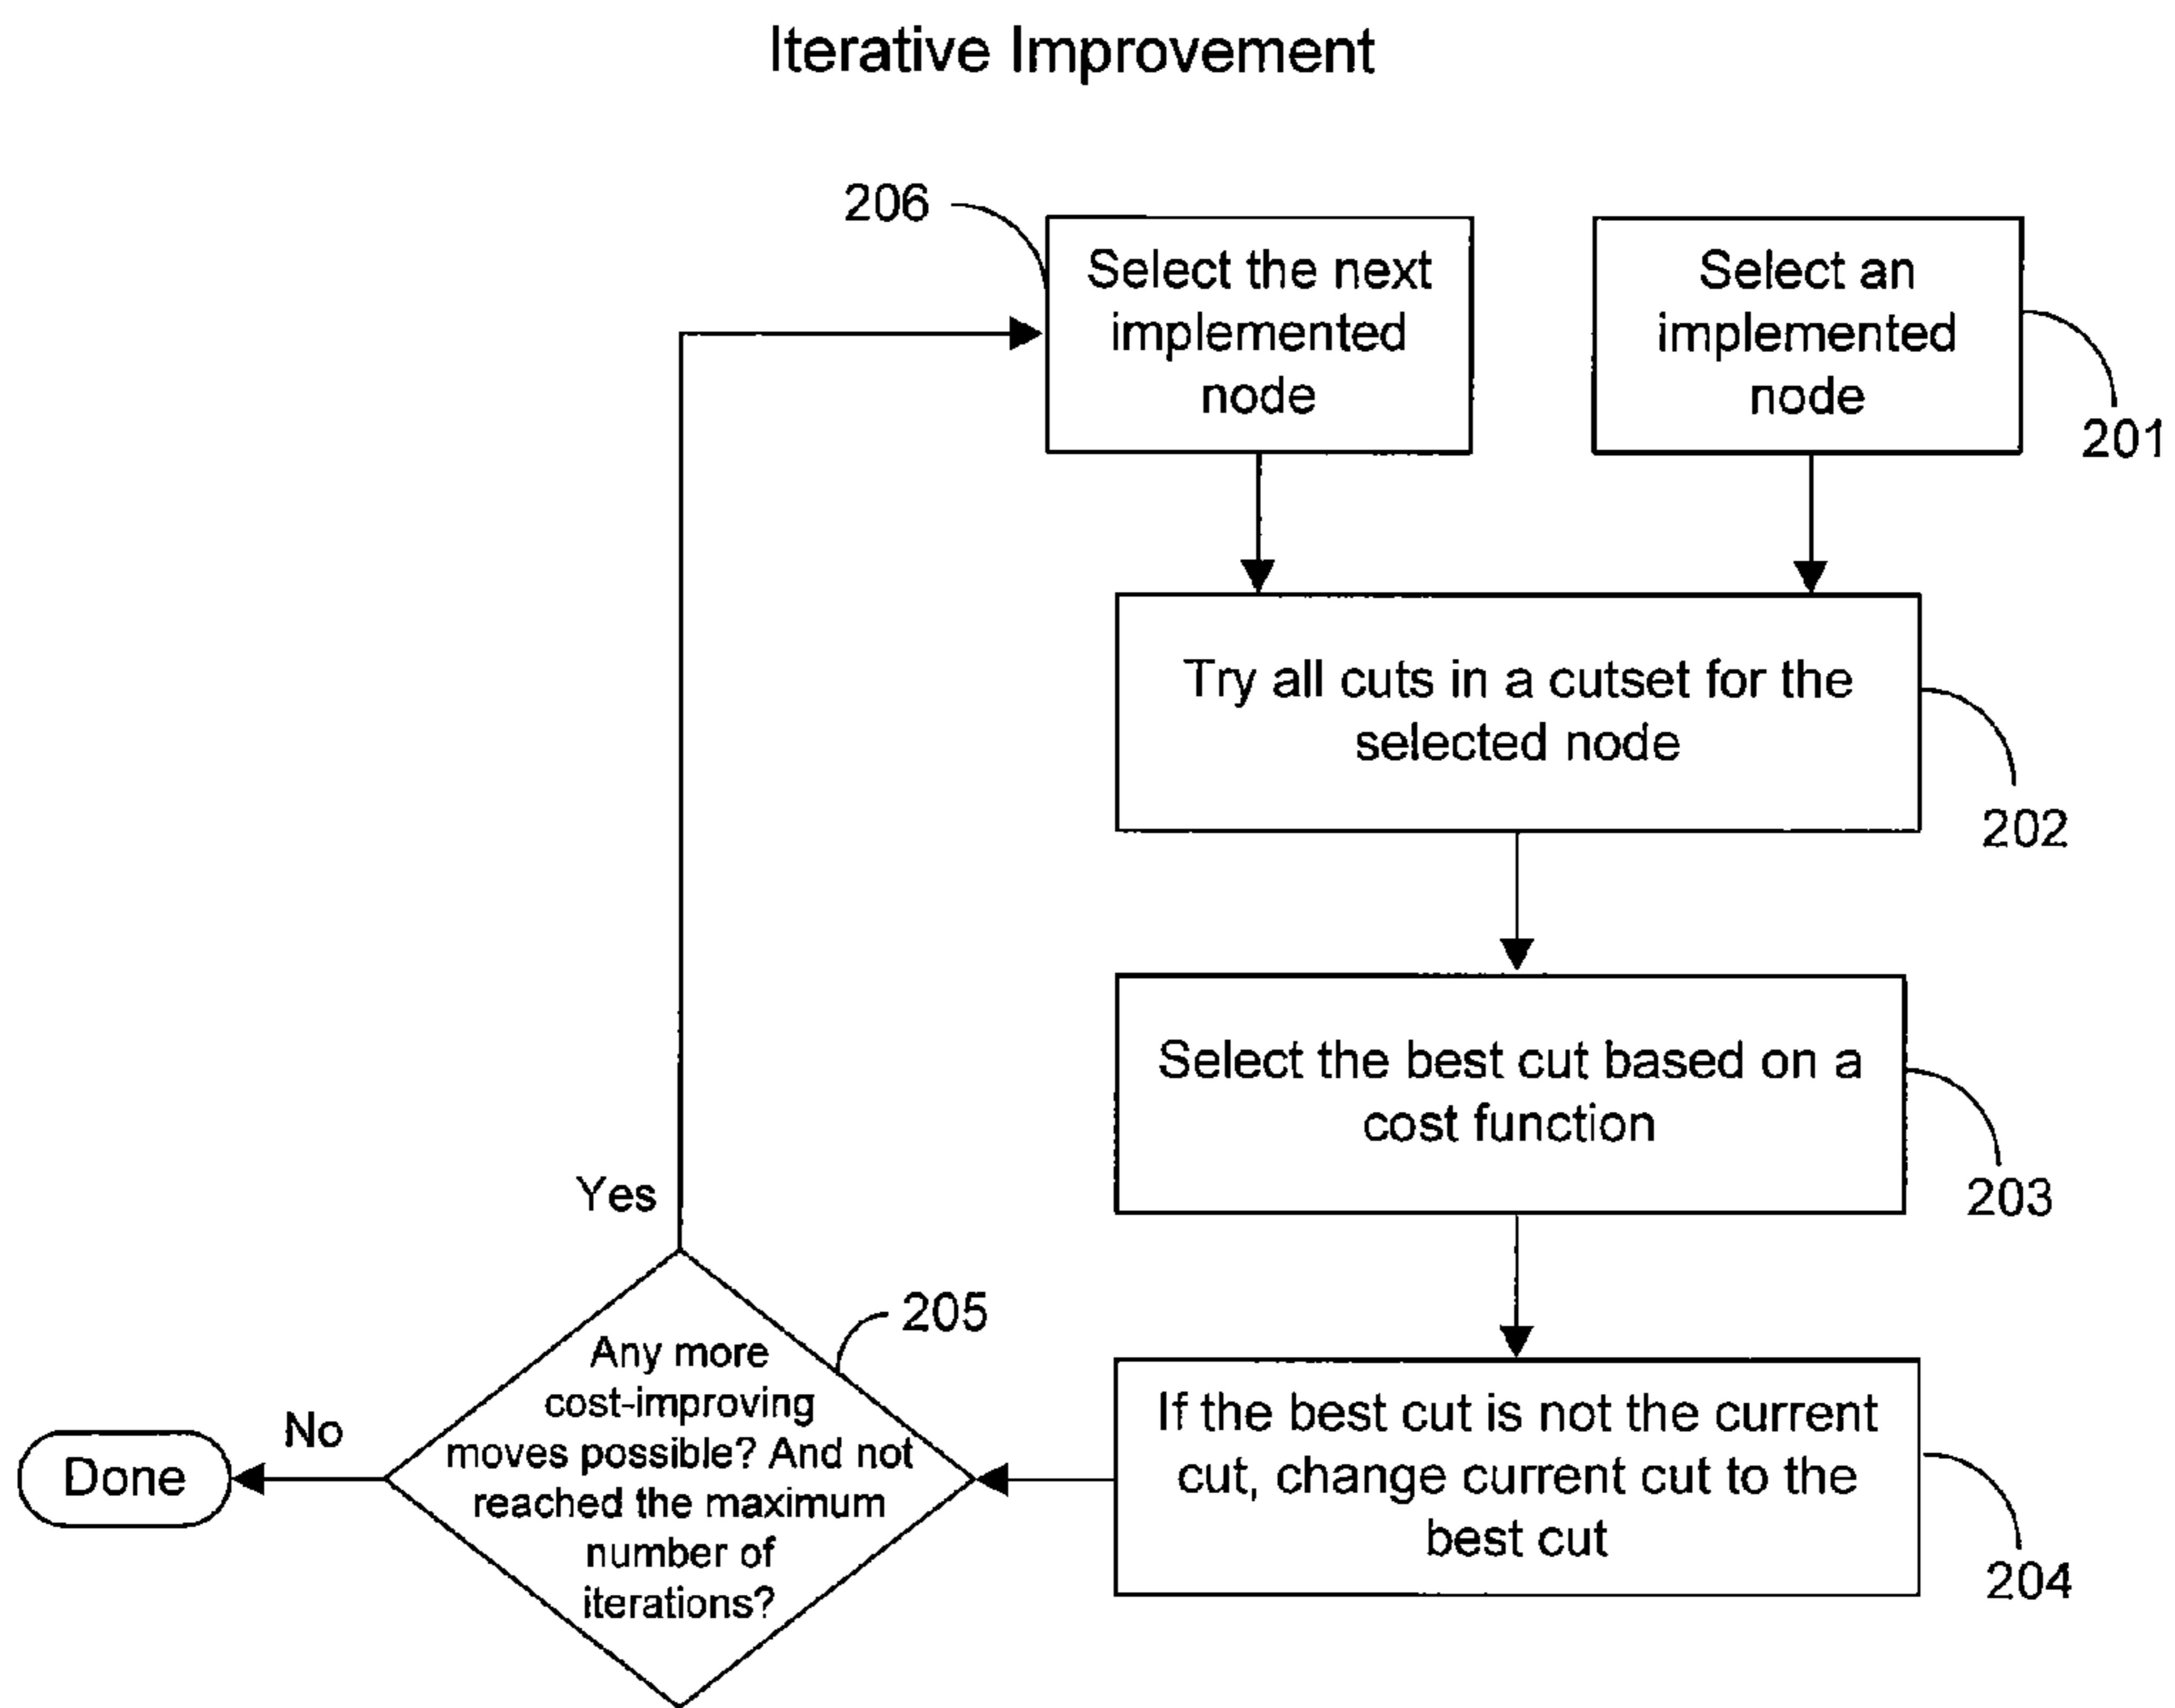 Iterative Improvement
206
Select the next
implemented
node
Select an
implemented
node
201
Try all cuts in a cutset for the
selected node
202
Select the best cut based on a
cost function
203
Yes
205
Any more
cost-improving
moves possible? And not
reached the maximum
number of
iterations?
No
Done
If the best cut is not the current
cut, change current cut to the
best cut
204